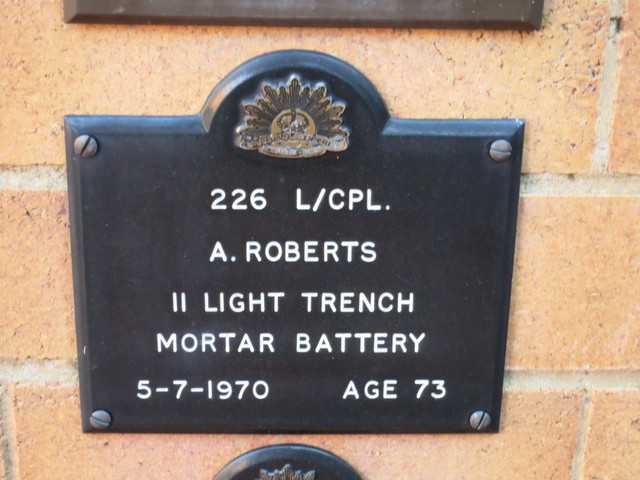 226 L/CPL.
A. ROBERTS
11 LIGHT TRENCH
MORTAR BATTERY
5-7-1970 AGE 73